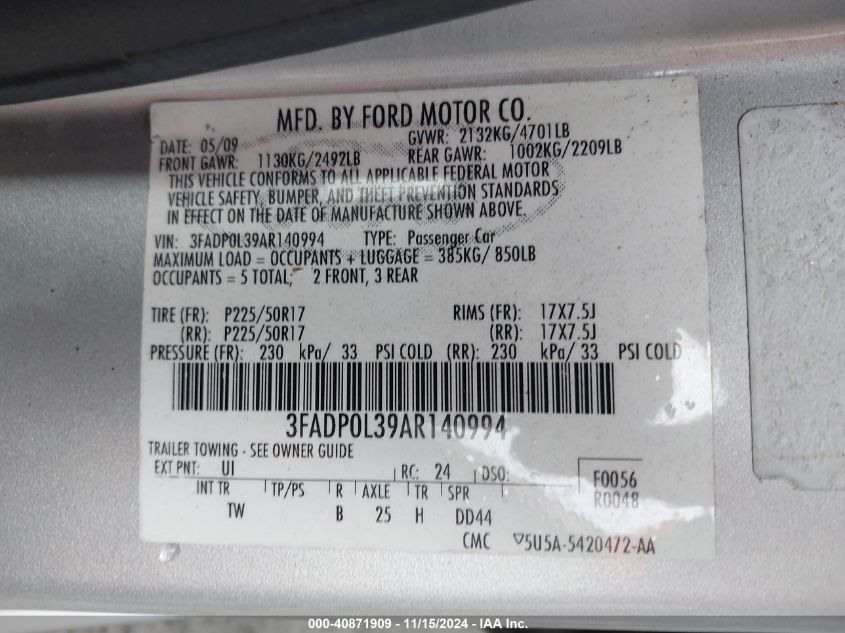 MFD. BY FORD MOTOR CO.
DATE: 05/09 GVWR: 2132KG/4701LB
FRONT GAWR: 1130KG/2492LB REAR GAWR: 1002KG/2209LB
THIS VEHICLE CONFORMS TO ALL APPLICABLE FEDERAL MOTOR
VEHICLE SAFETY, BUMPER, AND THEFT PREVENTION STANDARDS
IN EFFECT ON THE DATE OF MANUFACTURE SHOWN ABOVE.
VIN: 3FADP0L39AR140994 TYPE: Passenger Car
MAXIMUM LOAD = OCCUPANTS + LUGGAGE = 385KG/ 850LB
OCCUPANTS = 5 TOTAL; 2 FRONT, 3 REAR
TIRE (FR): P225/50R17 RIMS (FR): 17X7.5J
(RR): P225/50R17 (RR): 17X7.5J
PRESSURE (FR): 230 kPa/ 33 PSI COLD (RR): 230 kPa/ 33 PSI COLD
3FADP0L39AR140994
TRAILER TOWING - SEE OWNER GUIDE
EXT PNT: UI RC: 24 DSO: F0056
R0048
INT TR TP/PS R AXLE TR SPR
TW B 25 H DD44
CMC ▽5U5A-5420472-AA
000-40871909 - 11/15/2024 - IAA Inc.